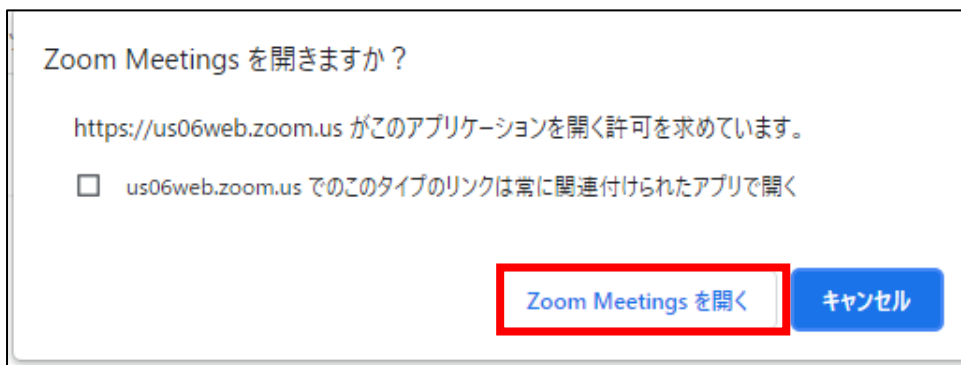 Zoom Meetings を開きますか？
https://us06web.zoom.us がこのアプリケーションを開く許可を求めています。
us06web.zoom.us でのこのタイプのリンクは常に関連付けられたアプリで開く
Zoom Meetings を開く
キャンセル